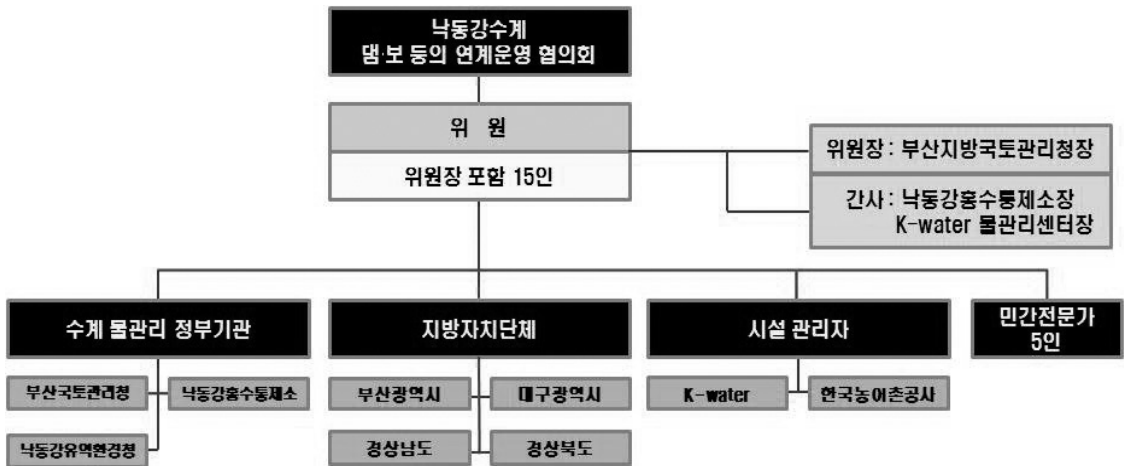 낙동강수계
댐·보 등의 연계운영 협의회
위 원
위원장 포함 15인
위원장 : 부산지방국토관리청장
간사 : 낙동강홍수통제소장
K-water 물관리센터장
수계 물관리 정부기관
지방자치단체
시설 관리자
민간전문가
5인
부산국토관리청
낙동강홍수통제소
부산광역시
대구광역시
K-water
한국농어촌공사
낙동강유역환경청
경상남도
경상북도